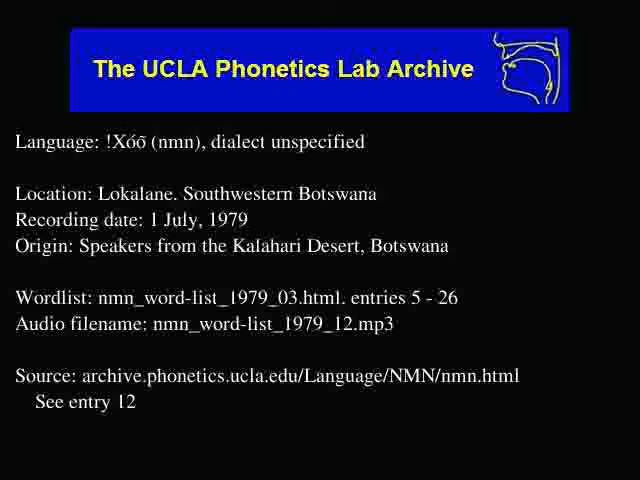 The UCLA Phonetics Lab Archive
Language: !Xóõ (nmn), dialect unspecified
Location: Lokalane. Southwestern Botswana
Recording date: 1 July, 1979
Origin: Speakers from the Kalahari Desert, Botswana
Wordlist: nmn_word-list_1979_03.html. entries 5 - 26
Audio filename: nmn_word-list_1979_12.mp3
Source: archive.phonetics.ucla.edu/Language/NMN/nmn.html
See entry 12